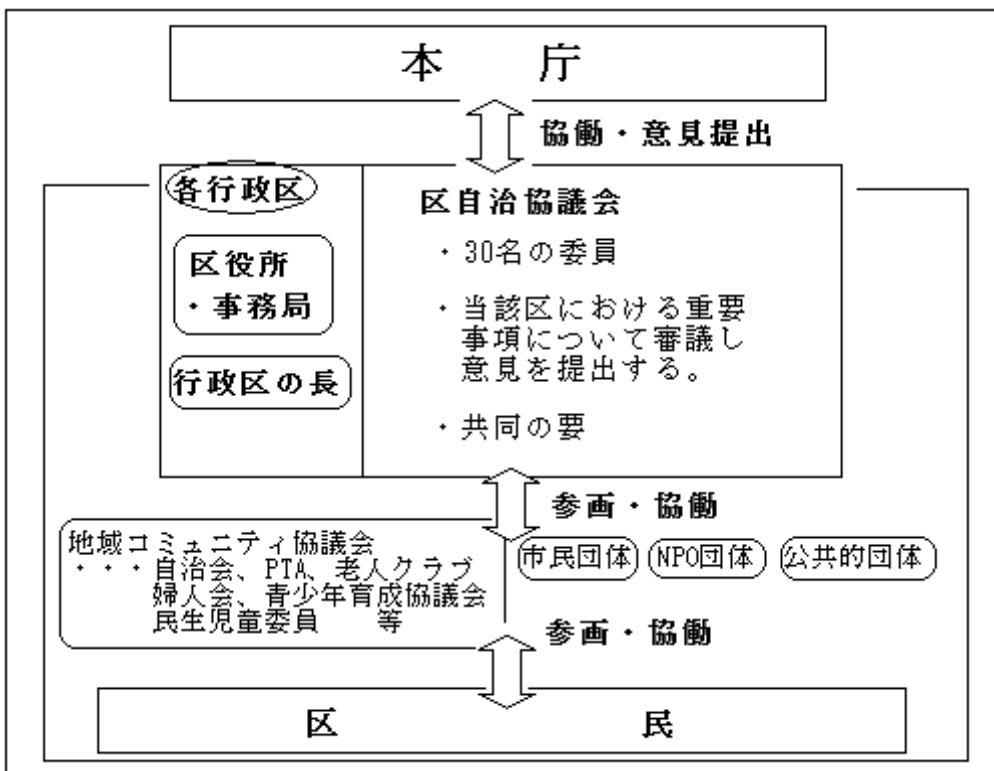 本 庁
協働・意見提出
各行政区
区役所
・事務局
行政区の長
区自治協議会
・30名の委員
・当該区における重要
事項について審議し
意見を提出する。
・共同の要
参画・協働
地域コミュニティ協議会
・・・自治会、PTA、老人クラブ
婦人会、青少年育成協議会
民生児童委員 等
市民団体
NPO団体
公共的団体
参画・協働
区 民